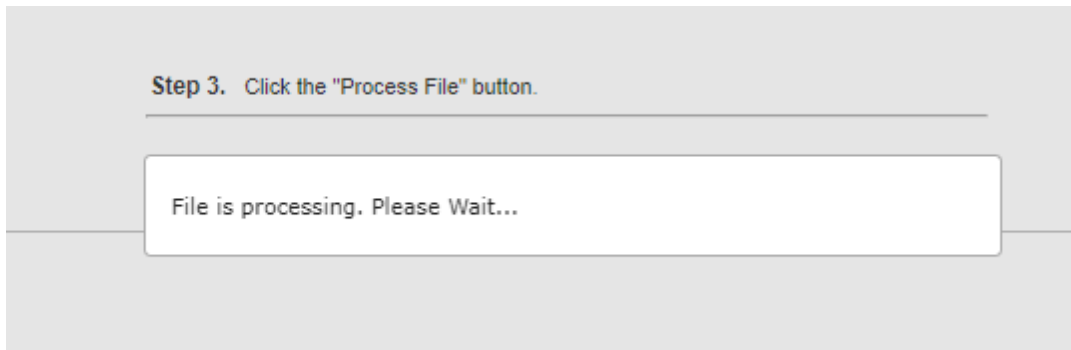 Step 3. Click the "Process File" button.
File is processing. Please Wait...